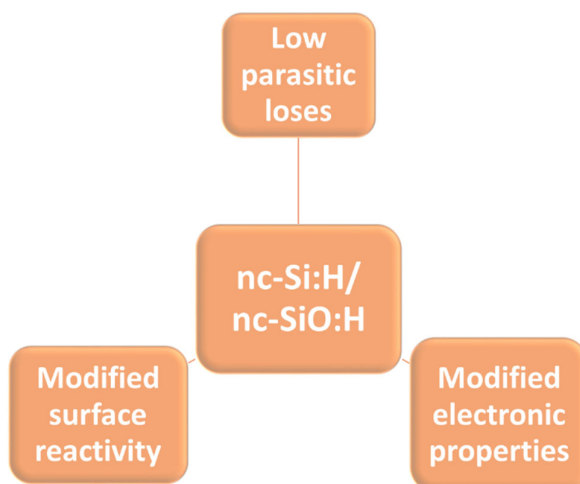 Low
parasitic
loses
nc-Si:H/
nc-SiO:H
Modified
surface
reactivity
Modified
electronic
properties